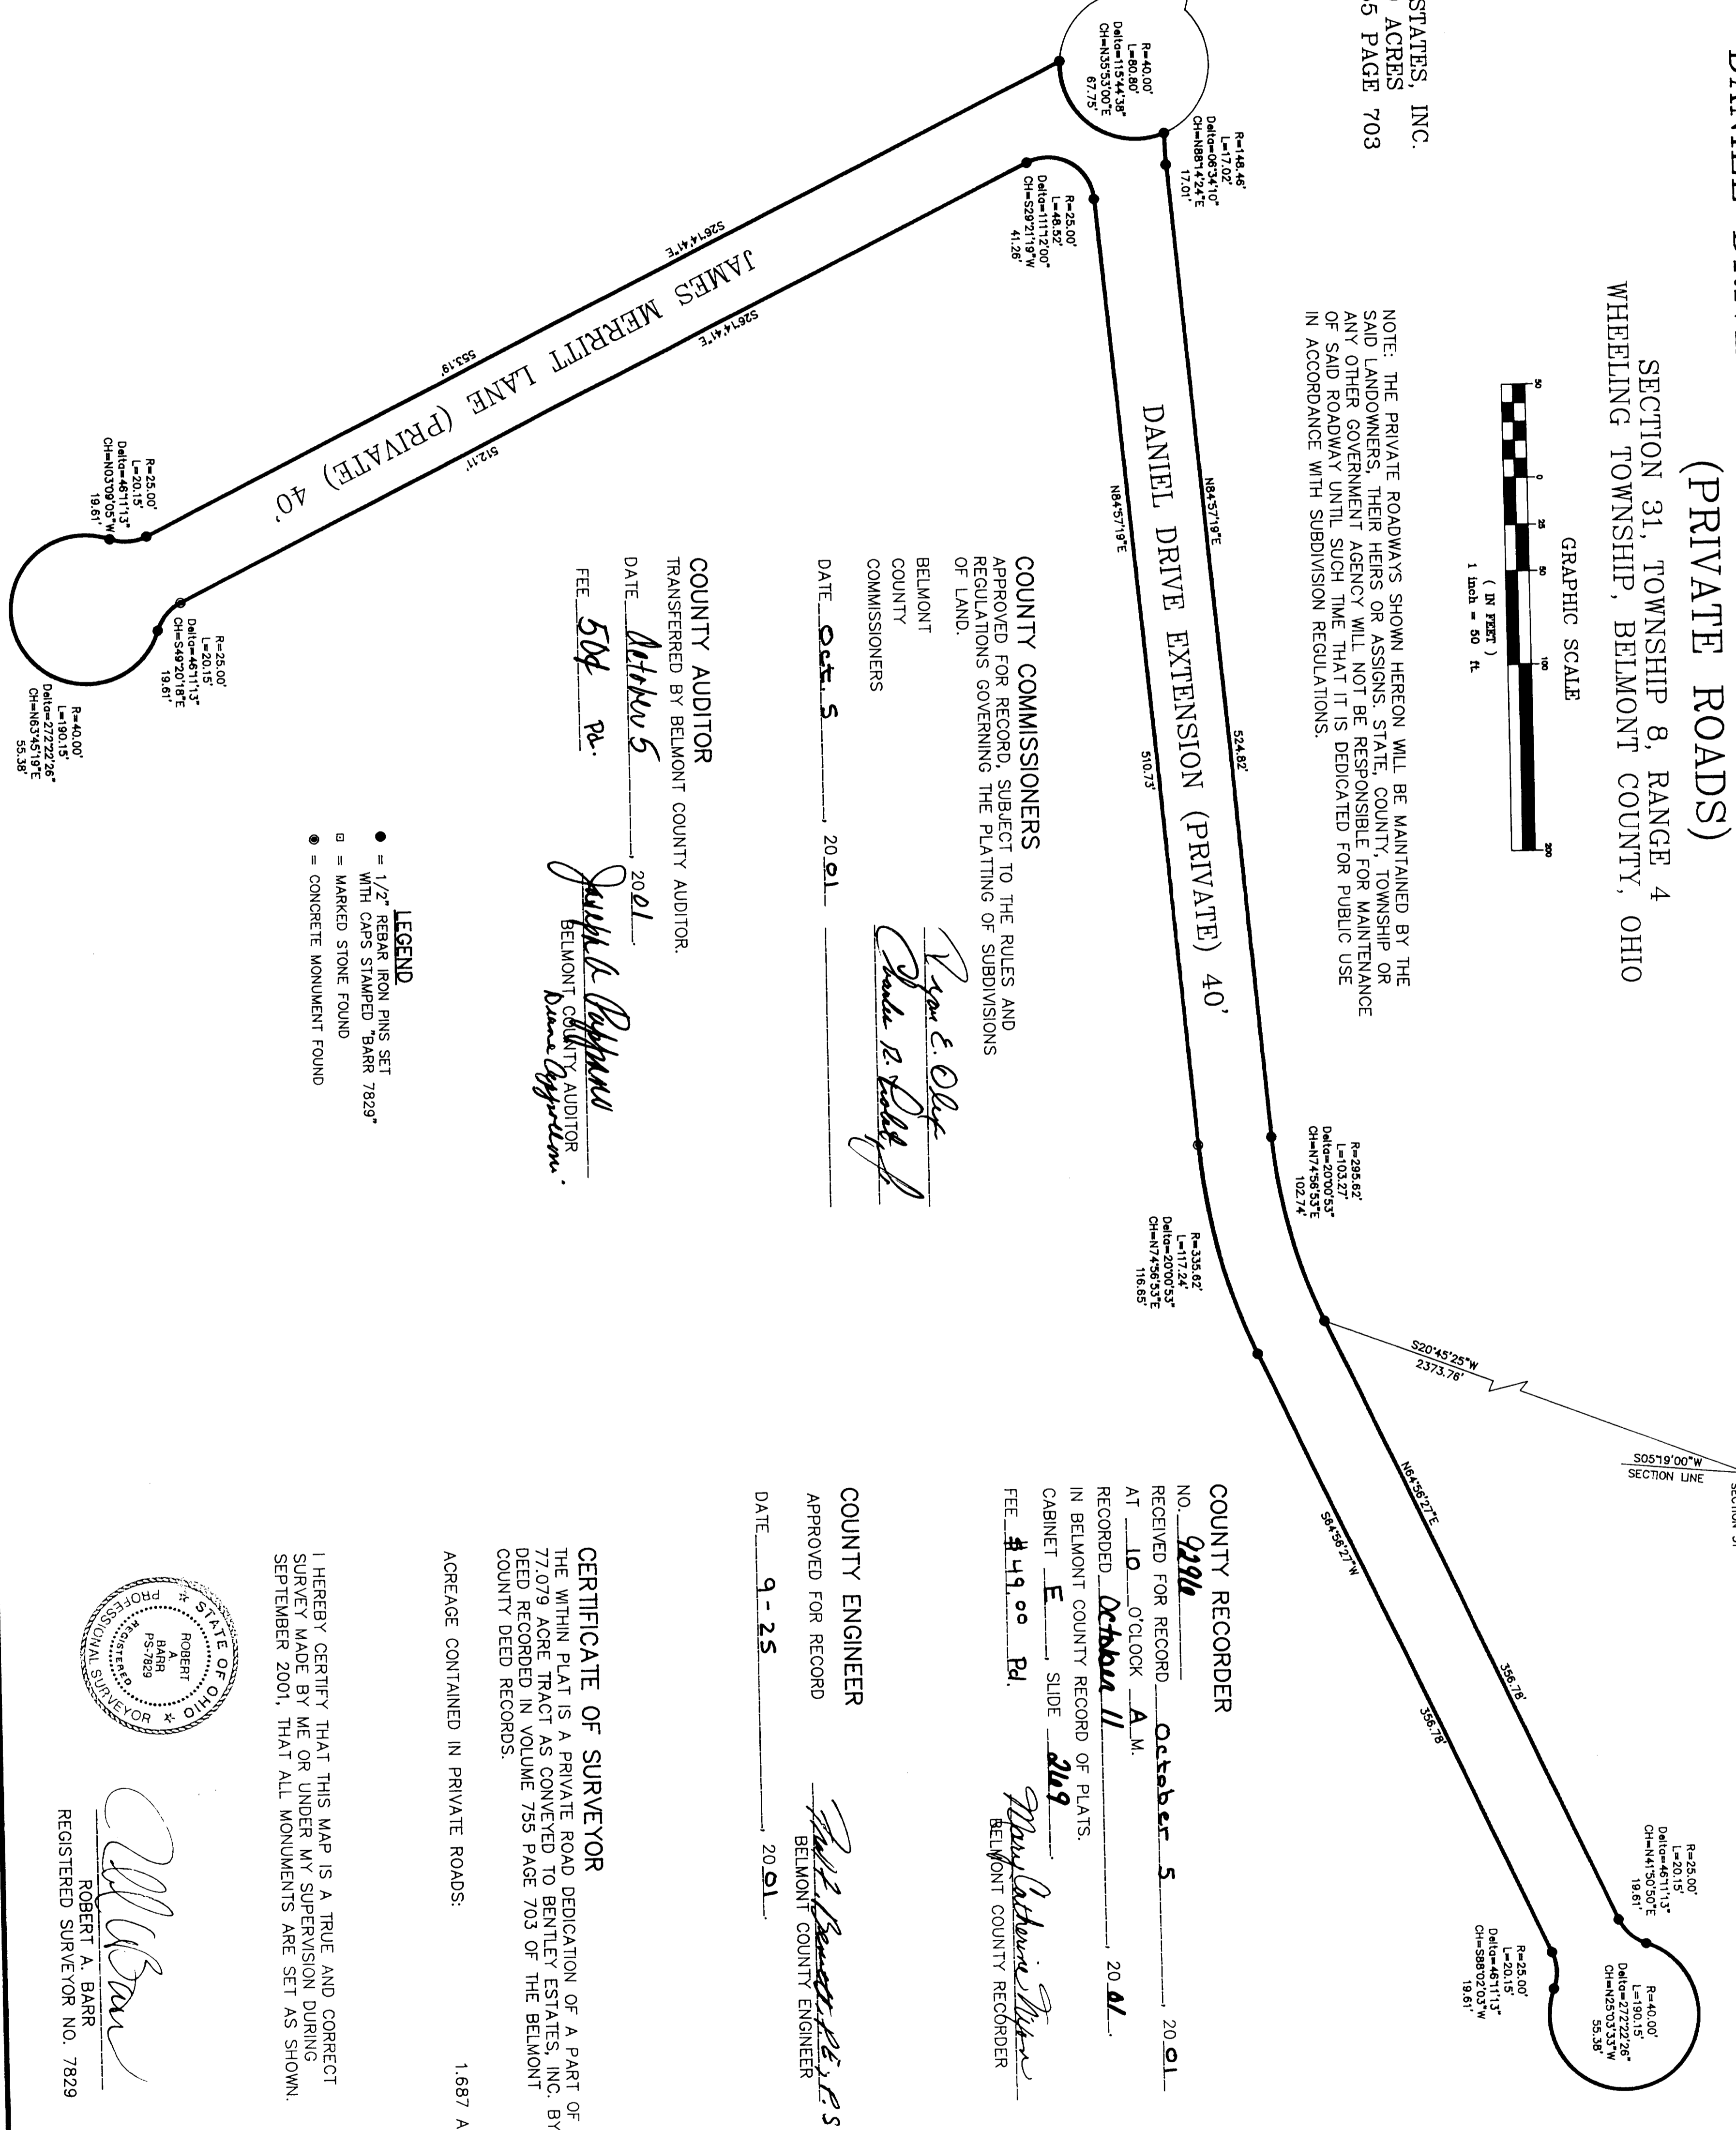 (PRIVATE ROADS)
SECTION 31, TOWNSHIP 8, RANGE 4
WHEELING TOWNSHIP, BELMONT COUNTY, OHIO
STATES, INC.
ACRES
PAGE 703
GRAPHIC SCALE
50 0 25 50 100 200
( IN FEET )
1 inch = 50 ft
NOTE: THE PRIVATE ROADWAYS SHOWN HEREON WILL BE MAINTAINED BY THE
SAID LANDOWNERS, THEIR HEIRS OR ASSIGNS. STATE, COUNTY, TOWNSHIP OR
ANY OTHER GOVERNMENT AGENCY WILL NOT BE RESPONSIBLE FOR MAINTENANCE
OF SAID ROADWAY UNTIL SUCH TIME THAT IT IS DEDICATED FOR PUBLIC USE
IN ACCORDANCE WITH SUBDIVISION REGULATIONS.
R=40.00'
L=80.80'
Delta=115°44'38"
CH=N35°53'00"E
67.75'
R=148.46'
L=17.02'
Delta=06°34'10"
CH=N88°14'24"E
17.01'
R=25.00'
L=48.52'
Delta=111°12'00"
CH=S29°21'19"W
41.26'
N84°57'19"E
524.82'
DANIEL DRIVE EXTENSION (PRIVATE) 40'
N84°57'19"E
510.73'
R=295.62'
L=103.27'
Delta=20°00'53"
CH=N74°56'53"E
102.74'
R=335.62'
L=117.24'
Delta=20°00'53"
CH=N74°56'53"E
116.65'
S20°45'25"W
2373.76'
S05°19'00"W
SECTION LINE
N64°56'27"E
356.78'
S64°56'27"W
356.78'
R=25.00'
L=20.15'
Delta=46°11'13"
CH=N41°50'50"E
19.61'
R=40.00'
L=190.15'
Delta=272°22'26"
CH=N25°03'33"W
55.38'
R=25.00'
L=20.15'
Delta=46°11'13"
CH=S88°02'03"W
19.61'
S26°14'41"E
553.19'
JAMES MERRITT LANE (PRIVATE) 40'
S26°14'41"E
512.11'
R=25.00'
L=20.15'
Delta=46°11'13"
CH=N03°09'05"W
19.61'
R=25.00'
L=20.15'
Delta=46°11'13"
CH=S49°20'18"E
19.61'
R=40.00'
L=190.15'
Delta=272°22'26"
CH=N63°45'19"E
55.38'
COUNTY COMMISSIONERS
APPROVED FOR RECORD, SUBJECT TO THE RULES AND
REGULATIONS GOVERNING THE PLATTING OF SUBDIVISIONS
OF LAND.
BELMONT
COUNTY
COMMISSIONERS
DATE Oct. 5, 2001
COUNTY AUDITOR
TRANSFERRED BY BELMONT COUNTY AUDITOR.
DATE October 5, 2001.
FEE 50¢ Pd.
BELMONT COUNTY AUDITOR
LEGEND
● = 1/2" REBAR IRON PINS SET
WITH CAPS STAMPED "BARR 7829"
⊡ = MARKED STONE FOUND
◉ = CONCRETE MONUMENT FOUND
COUNTY RECORDER
NO. 9296
RECEIVED FOR RECORD October 5, 2001
AT 10 O'CLOCK A M.
RECORDED October 11, 2001.
IN BELMONT COUNTY RECORD OF PLATS.
CABINET E, SLIDE 269.
FEE $49.00 Pd. Mary Catherine Nixon
BELMONT COUNTY RECORDER
COUNTY ENGINEER
APPROVED FOR RECORD
BELMONT COUNTY ENGINEER
DATE 9-25, 2001.
CERTIFICATE OF SURVEYOR
THE WITHIN PLAT IS A PRIVATE ROAD DEDICATION OF A PART OF
77.079 ACRE TRACT AS CONVEYED TO BENTLEY ESTATES, INC. BY
DEED RECORDED IN VOLUME 755 PAGE 703 OF THE BELMONT
COUNTY DEED RECORDS.
ACREAGE CONTAINED IN PRIVATE ROADS: 1.687 A
I HEREBY CERTIFY THAT THIS MAP IS A TRUE AND CORRECT
SURVEY MADE BY ME OR UNDER MY SUPERVISION DURING
SEPTEMBER 2001, THAT ALL MONUMENTS ARE SET AS SHOWN.
STATE OF OHIO
ROBERT
A.
BARR
PS-7829
REGISTERED
PROFESSIONAL SURVEYOR
ROBERT A. BARR
REGISTERED SURVEYOR NO. 7829